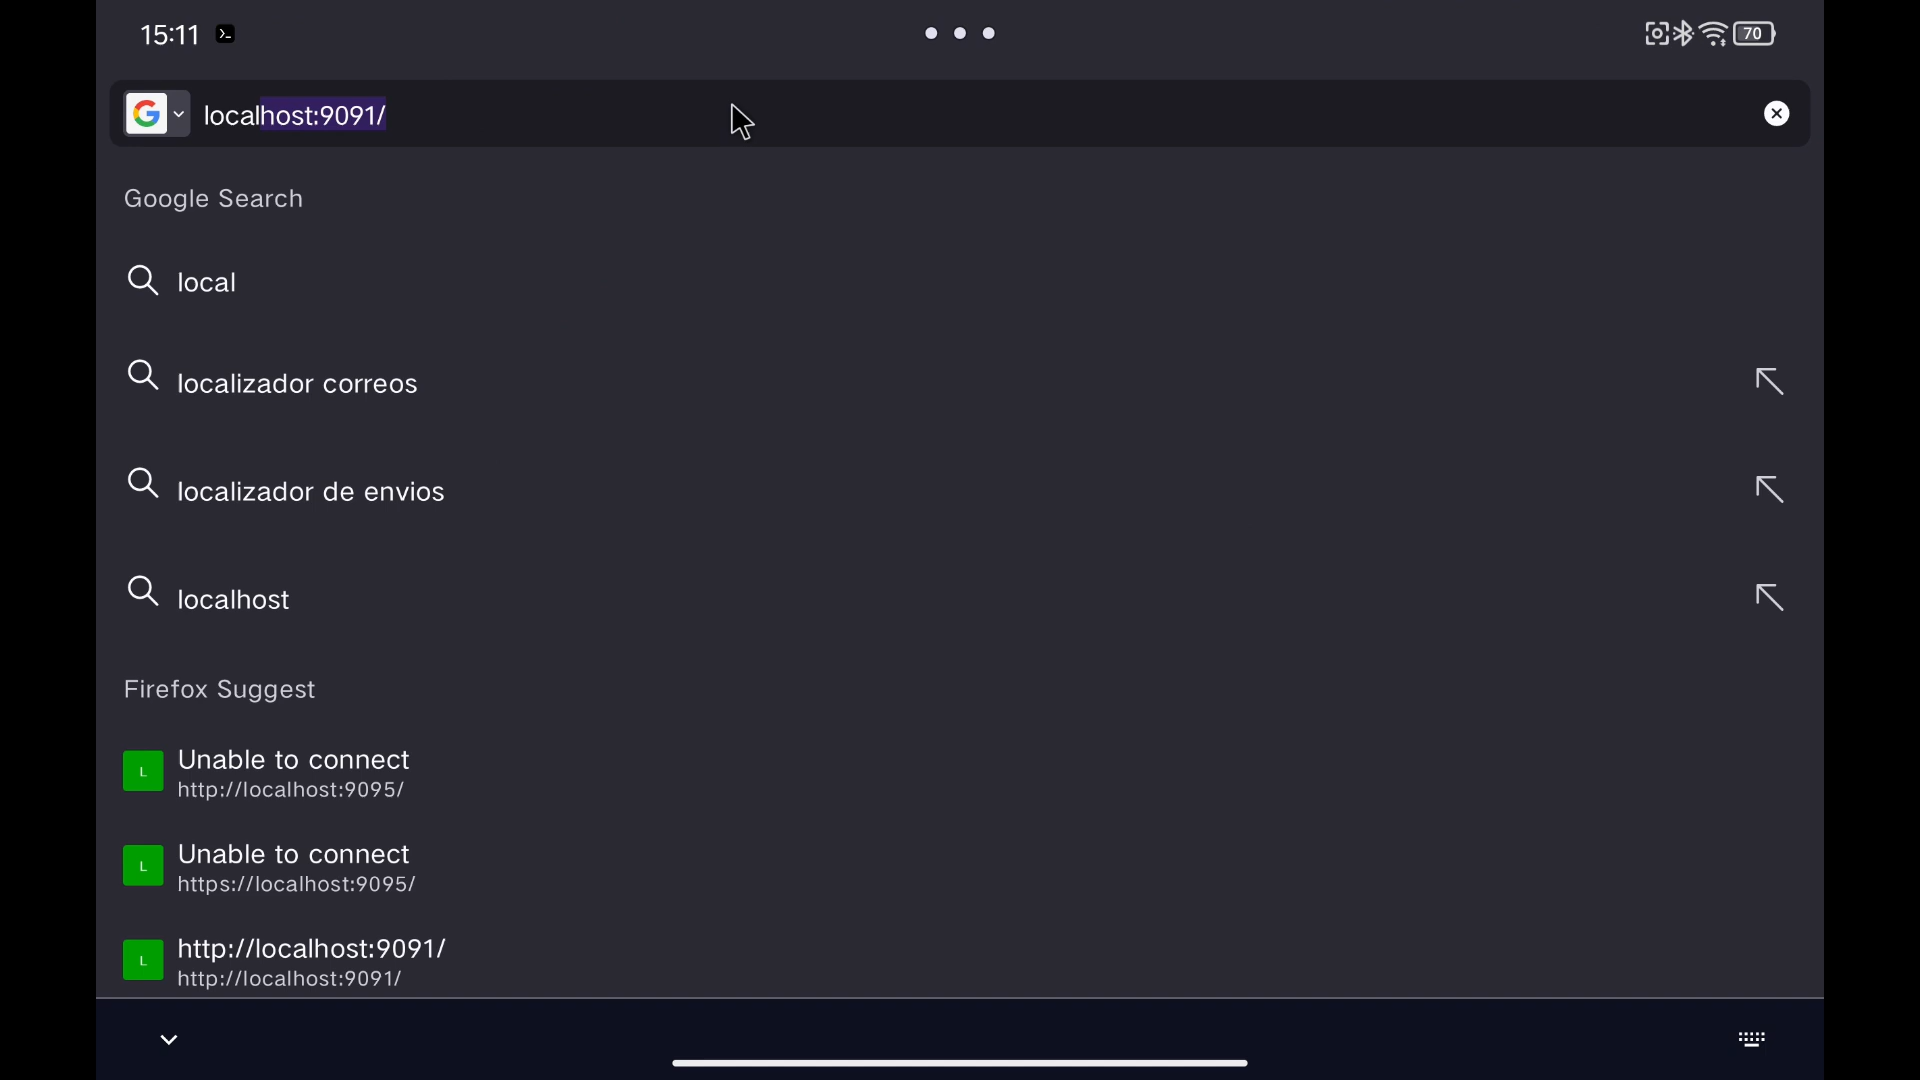 15:11
70
localhost:9091/
Google Search
local
localizador correos
localizador de envios
localhost
Firefox Suggest
L
Unable to connect
http://localhost:9095/
L
Unable to connect
https://localhost:9095/
L
http://localhost:9091/
http://localhost:9091/